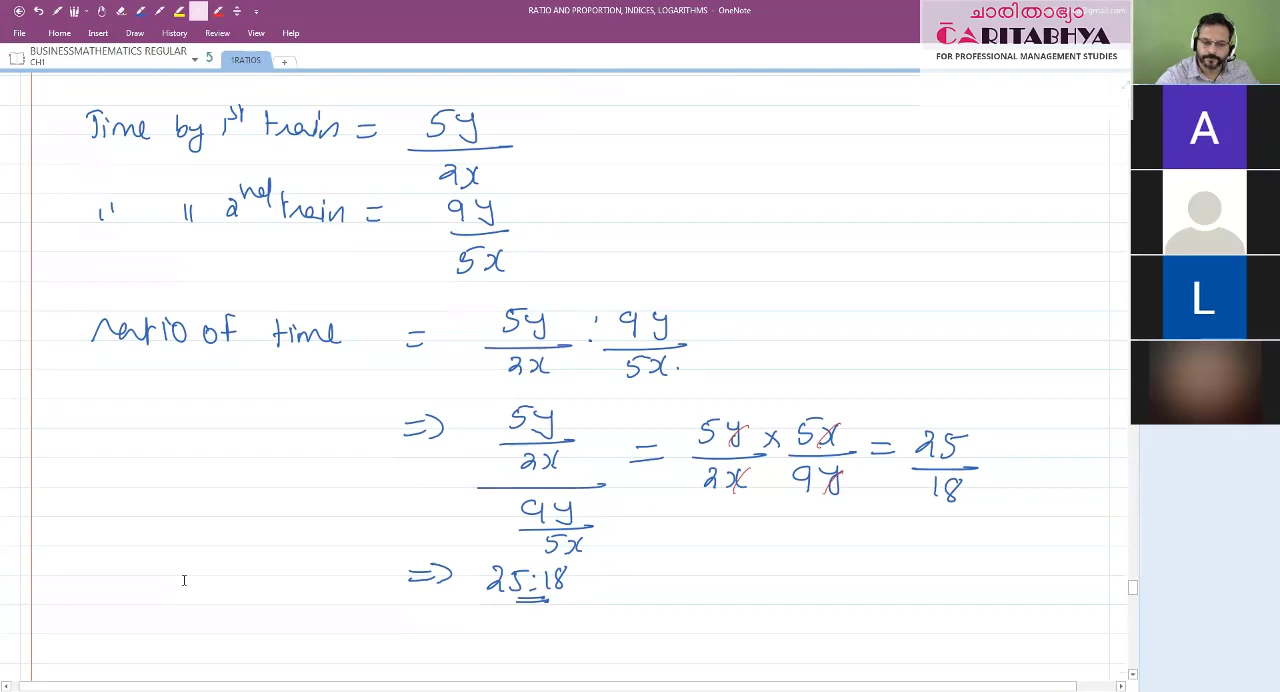 RATIO AND PROPORTION, INDICES, LOGARITHMS - OneNote
ചാരിതാഭ്യാ
@gmail.com
CARITABHYA
FOR PROFESSIONAL MANAGEMENT STUDIES
File Home Insert Draw History Review View Help
BUSINESSMATHEMATICS REGULAR
CH1
5
1RATIOS
Time by 1st train = 5y/2x
" " 2nd train = 9y/5x
ratio of time = 5y/2x : 9y/5x.
=> 5y/2x / 9y/5x = 5y/2x × 5x/9y = 25/18
=> 25:18
A
L